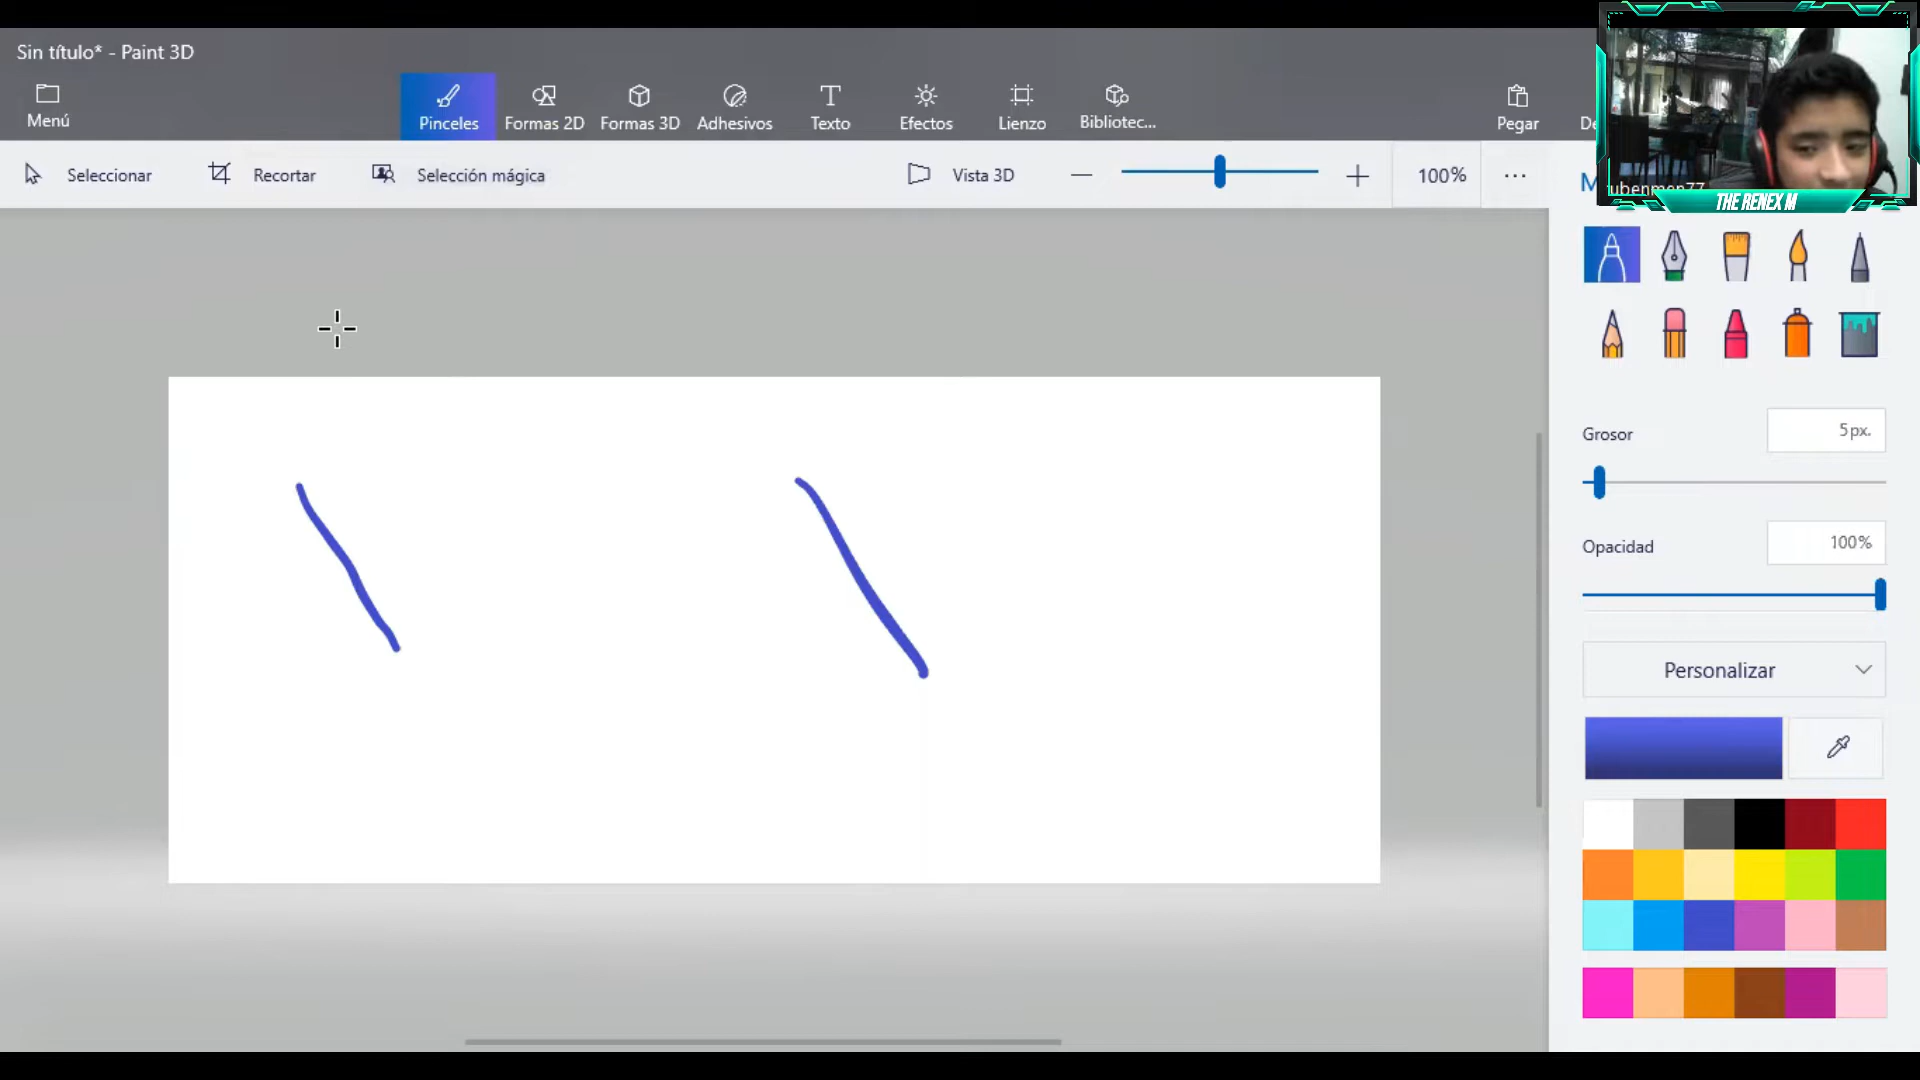 Sin título* - Paint 3D
Menú
Pinceles
Formas 2D
Formas 3D
Adhesivos
Texto
Efectos
Lienzo
Bibliotec...
Pegar
De
Seleccionar
Recortar
Selección mágica
Vista 3D
100%
M
THE RENEX M
Grosor
5px.
Opacidad
100%
Personalizar